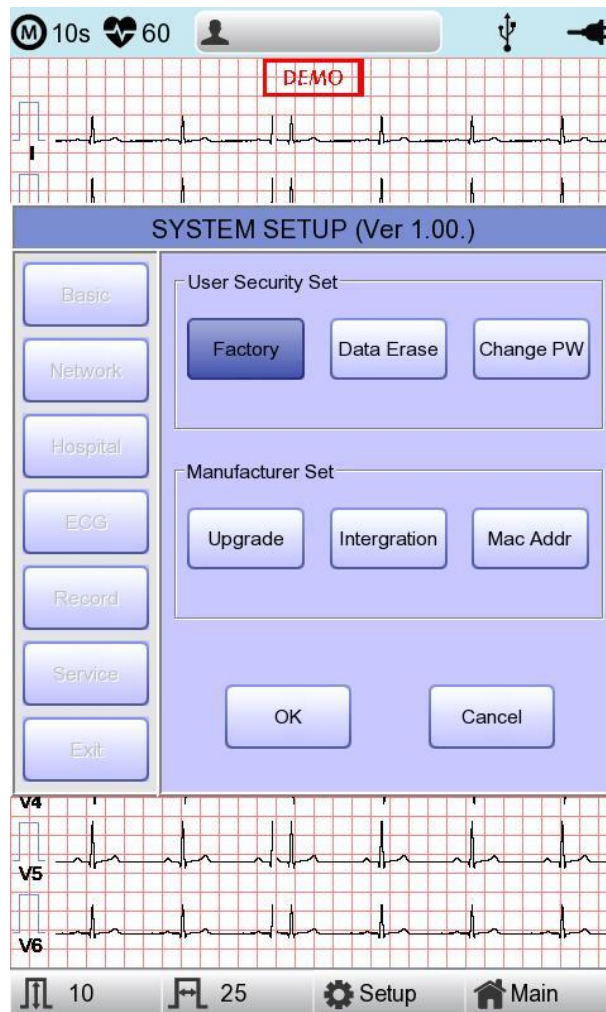 M 10s 60
DEMO
I
SYSTEM SETUP (Ver 1.00.)
Basic
Network
Hospital
ECG
Record
Service
Exit
User Security Set
Factory Data Erase Change PW
Manufacturer Set
Upgrade Intergration Mac Addr
OK Cancel
V4
V5
V6
10 25 Setup Main